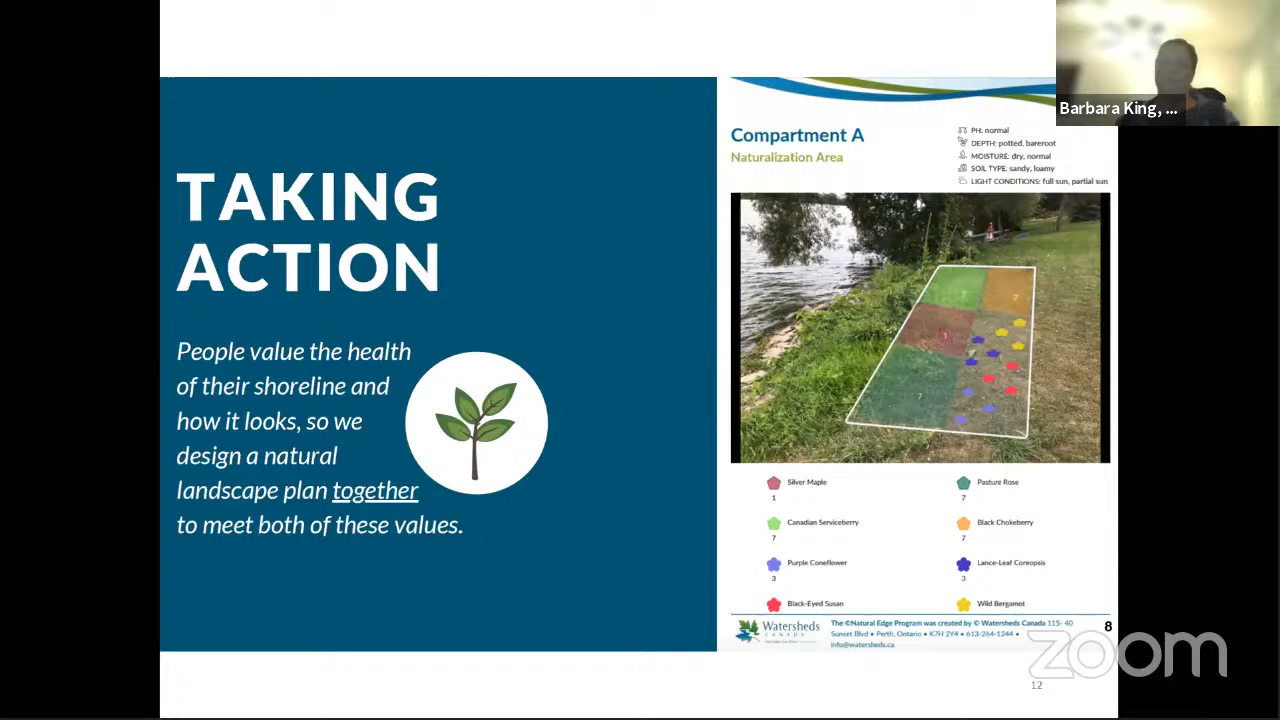 Barbara King, ...
TAKING
ACTION
People value the health
of their shoreline and
how it looks, so we
design a natural
landscape plan together
to meet both of these values.
Compartment A
Naturalization Area
PH: normal
DEPTH: potted, bareroot
MOISTURE: dry, normal
SOIL TYPE: sandy, loamy
LIGHT CONDITIONS: full sun, partial sun
7
1
7
Silver Maple
1
Pasture Rose
7
Canadian Serviceberry
7
Black Chokeberry
7
Purple Coneflower
3
Lance-Leaf Coreopsis
3
Black-Eyed Susan
Wild Bergamot
Watersheds
CANADA
The ©Natural Edge Program was created by © Watersheds Canada 115- 40
Sunset Blvd • Perth, Ontario • K7H 2Y4 • 613-264-1244 •
info@watersheds.ca
8
zoom
12